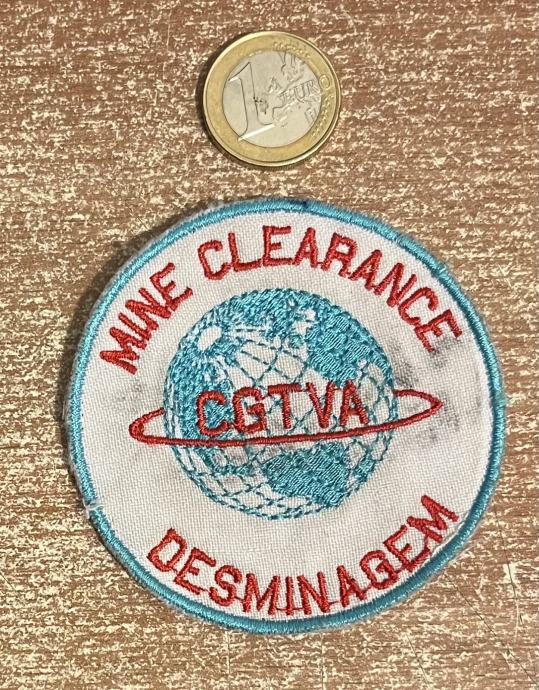 1 EURO
MINE CLEARANCE
CGTVA
DESMINAGEM